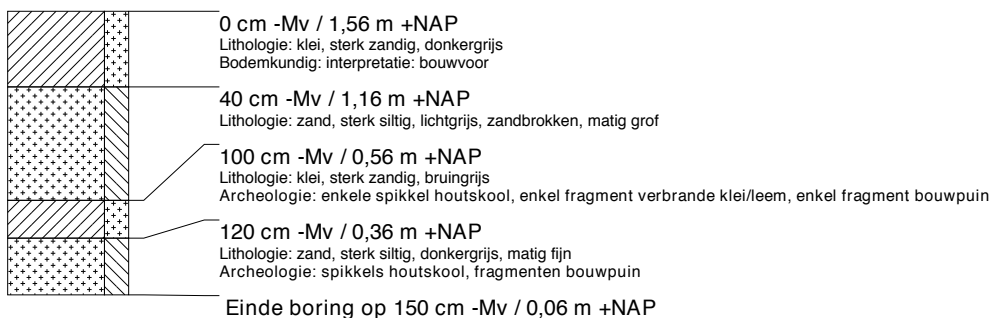 0 cm -Mv / 1,56 m +NAP
Lithologie: klei, sterk zandig, donkergrijs
Bodemkundig: interpretatie: bouwvoor
40 cm -Mv / 1,16 m +NAP
Lithologie: zand, sterk siltig, lichtgrijs, zandbrokken, matig grof
100 cm -Mv / 0,56 m +NAP
Lithologie: klei, sterk zandig, bruingrijs
Archeologie: enkele spikkel houtskool, enkel fragment verbrande klei/leem, enkel fragment bouwpuin
120 cm -Mv / 0,36 m +NAP
Lithologie: zand, sterk siltig, donkergrijs, matig fijn
Archeologie: spikkels houtskool, fragmenten bouwpuin
Einde boring op 150 cm -Mv / 0,06 m +NAP